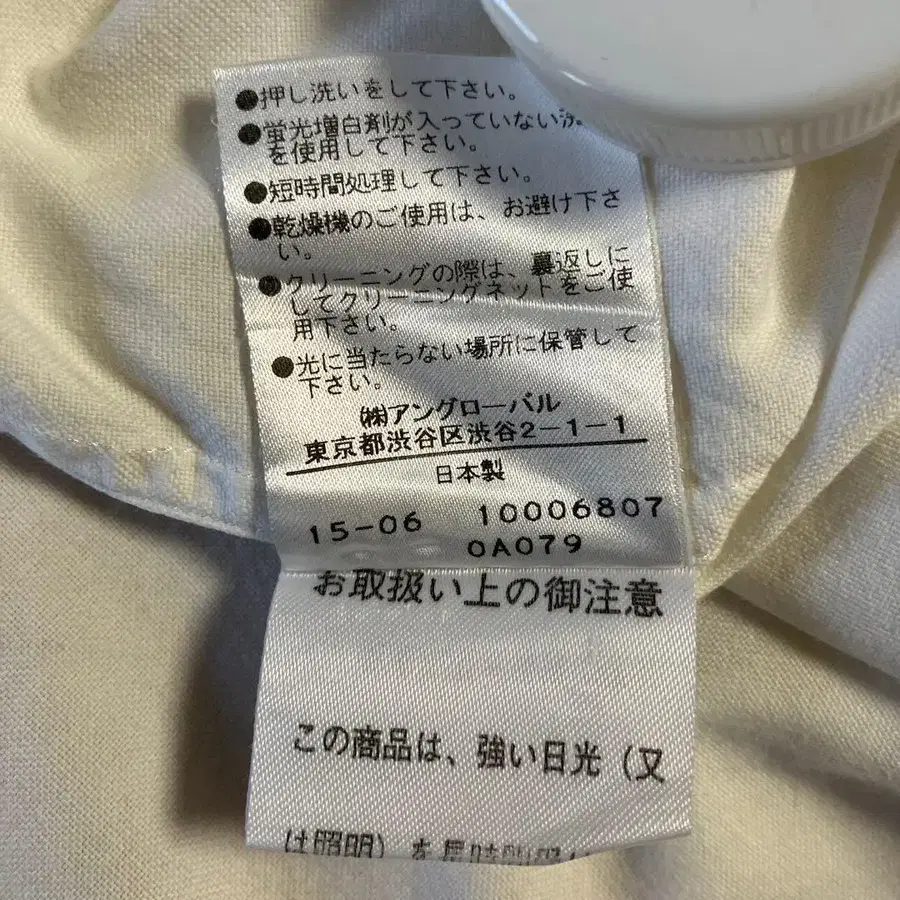 ●押し洗いをして下さい。
●蛍光増白剤が入っていない洗
を使用して下さい。
●短時間処理して下さい。
●乾燥機のご使用は、お避け下さ
い。
●クリーニングの際は、裏返しに
してクリーニングネットをご使
用下さい。
●光に当たらない場所に保管して
下さい。
㈱アングローバル
東京都渋谷区渋谷2-1-1
日本製
15-06 10006807
0A079
お取扱い上の御注意
この商品は、強い日光（又
は照明）を長時間